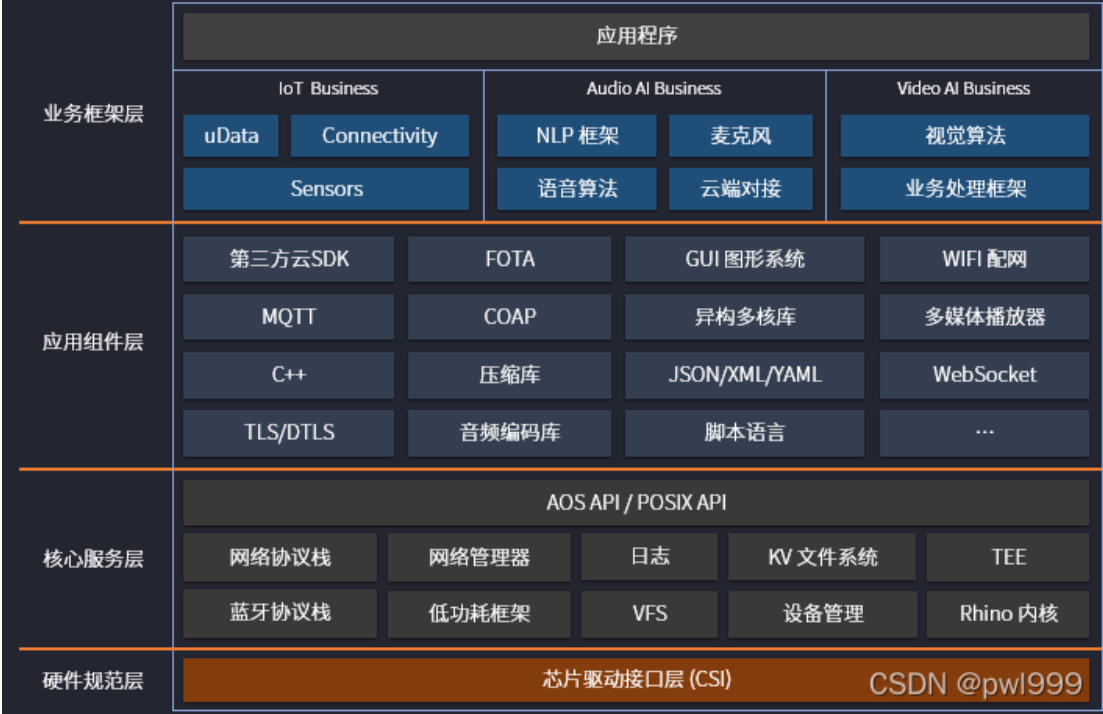 应用程序
业务框架层
IoT Business
Audio AI Business
Video AI Business
uData
Connectivity
NLP 框架
麦克风
视觉算法
Sensors
语音算法
云端对接
业务处理框架
应用组件层
第三方云SDK
FOTA
GUI 图形系统
WIFI 配网
MQTT
COAP
异构多核库
多媒体播放器
C++
压缩库
JSON/XML/YAML
WebSocket
TLS/DTLS
音频编码库
脚本语言
...
核心服务层
AOS API / POSIX API
网络协议栈
网络管理器
日志
KV 文件系统
TEE
蓝牙协议栈
低功耗框架
VFS
设备管理
Rhino 内核
硬件规范层
芯片驱动接口层 (CSI)
CSDN @pwl999